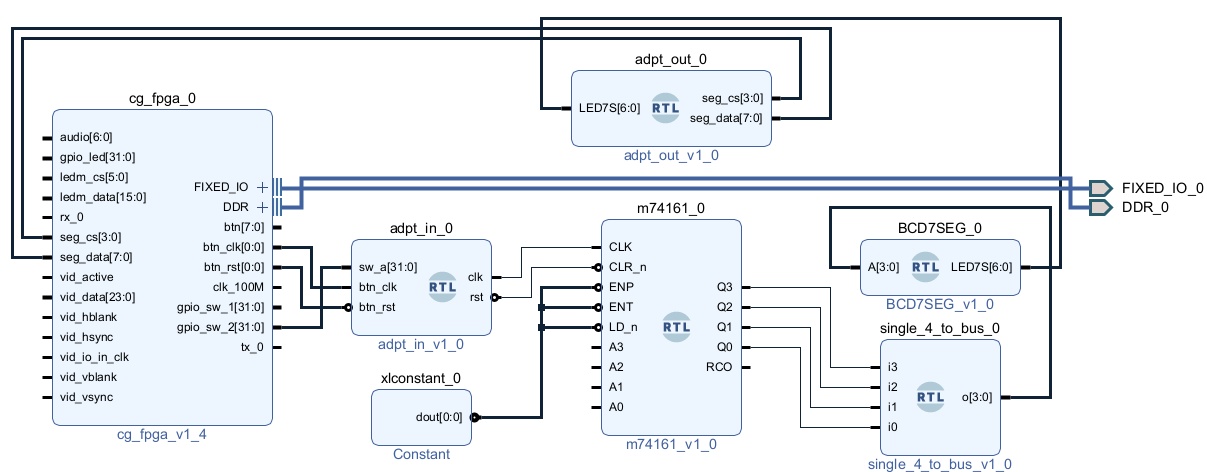 cg_fpga_0
audio[6:0]
gpio_led[31:0]
ledm_cs[5:0]
ledm_data[15:0]
rx_0
seg_cs[3:0]
seg_data[7:0]
vid_active
vid_data[23:0]
vid_hblank
vid_hsync
vid_io_in_clk
vid_vblank
vid_vsync
FIXED_IO
DDR
btn[7:0]
btn_clk[0:0]
btn_rst[0:0]
clk_100M
gpio_sw_1[31:0]
gpio_sw_2[31:0]
tx_0
cg_fpga_v1_4
adpt_in_0
sw_a[31:0]
btn_clk
btn_rst
RTL
clk
rst
adpt_in_v1_0
xlconstant_0
dout[0:0]
Constant
adpt_out_0
LED7S[6:0]
RTL
seg_cs[3:0]
seg_data[7:0]
adpt_out_v1_0
m74161_0
CLK
CLR_n
ENP
ENT
LD_n
A3
A2
A1
A0
RTL
Q3
Q2
Q1
Q0
RCO
m74161_v1_0
BCD7SEG_0
A[3:0]
RTL
LED7S[6:0]
BCD7SEG_v1_0
single_4_to_bus_0
i3
i2
i1
i0
RTL
o[3:0]
single_4_to_bus_v1_0
FIXED_IO_0
DDR_0